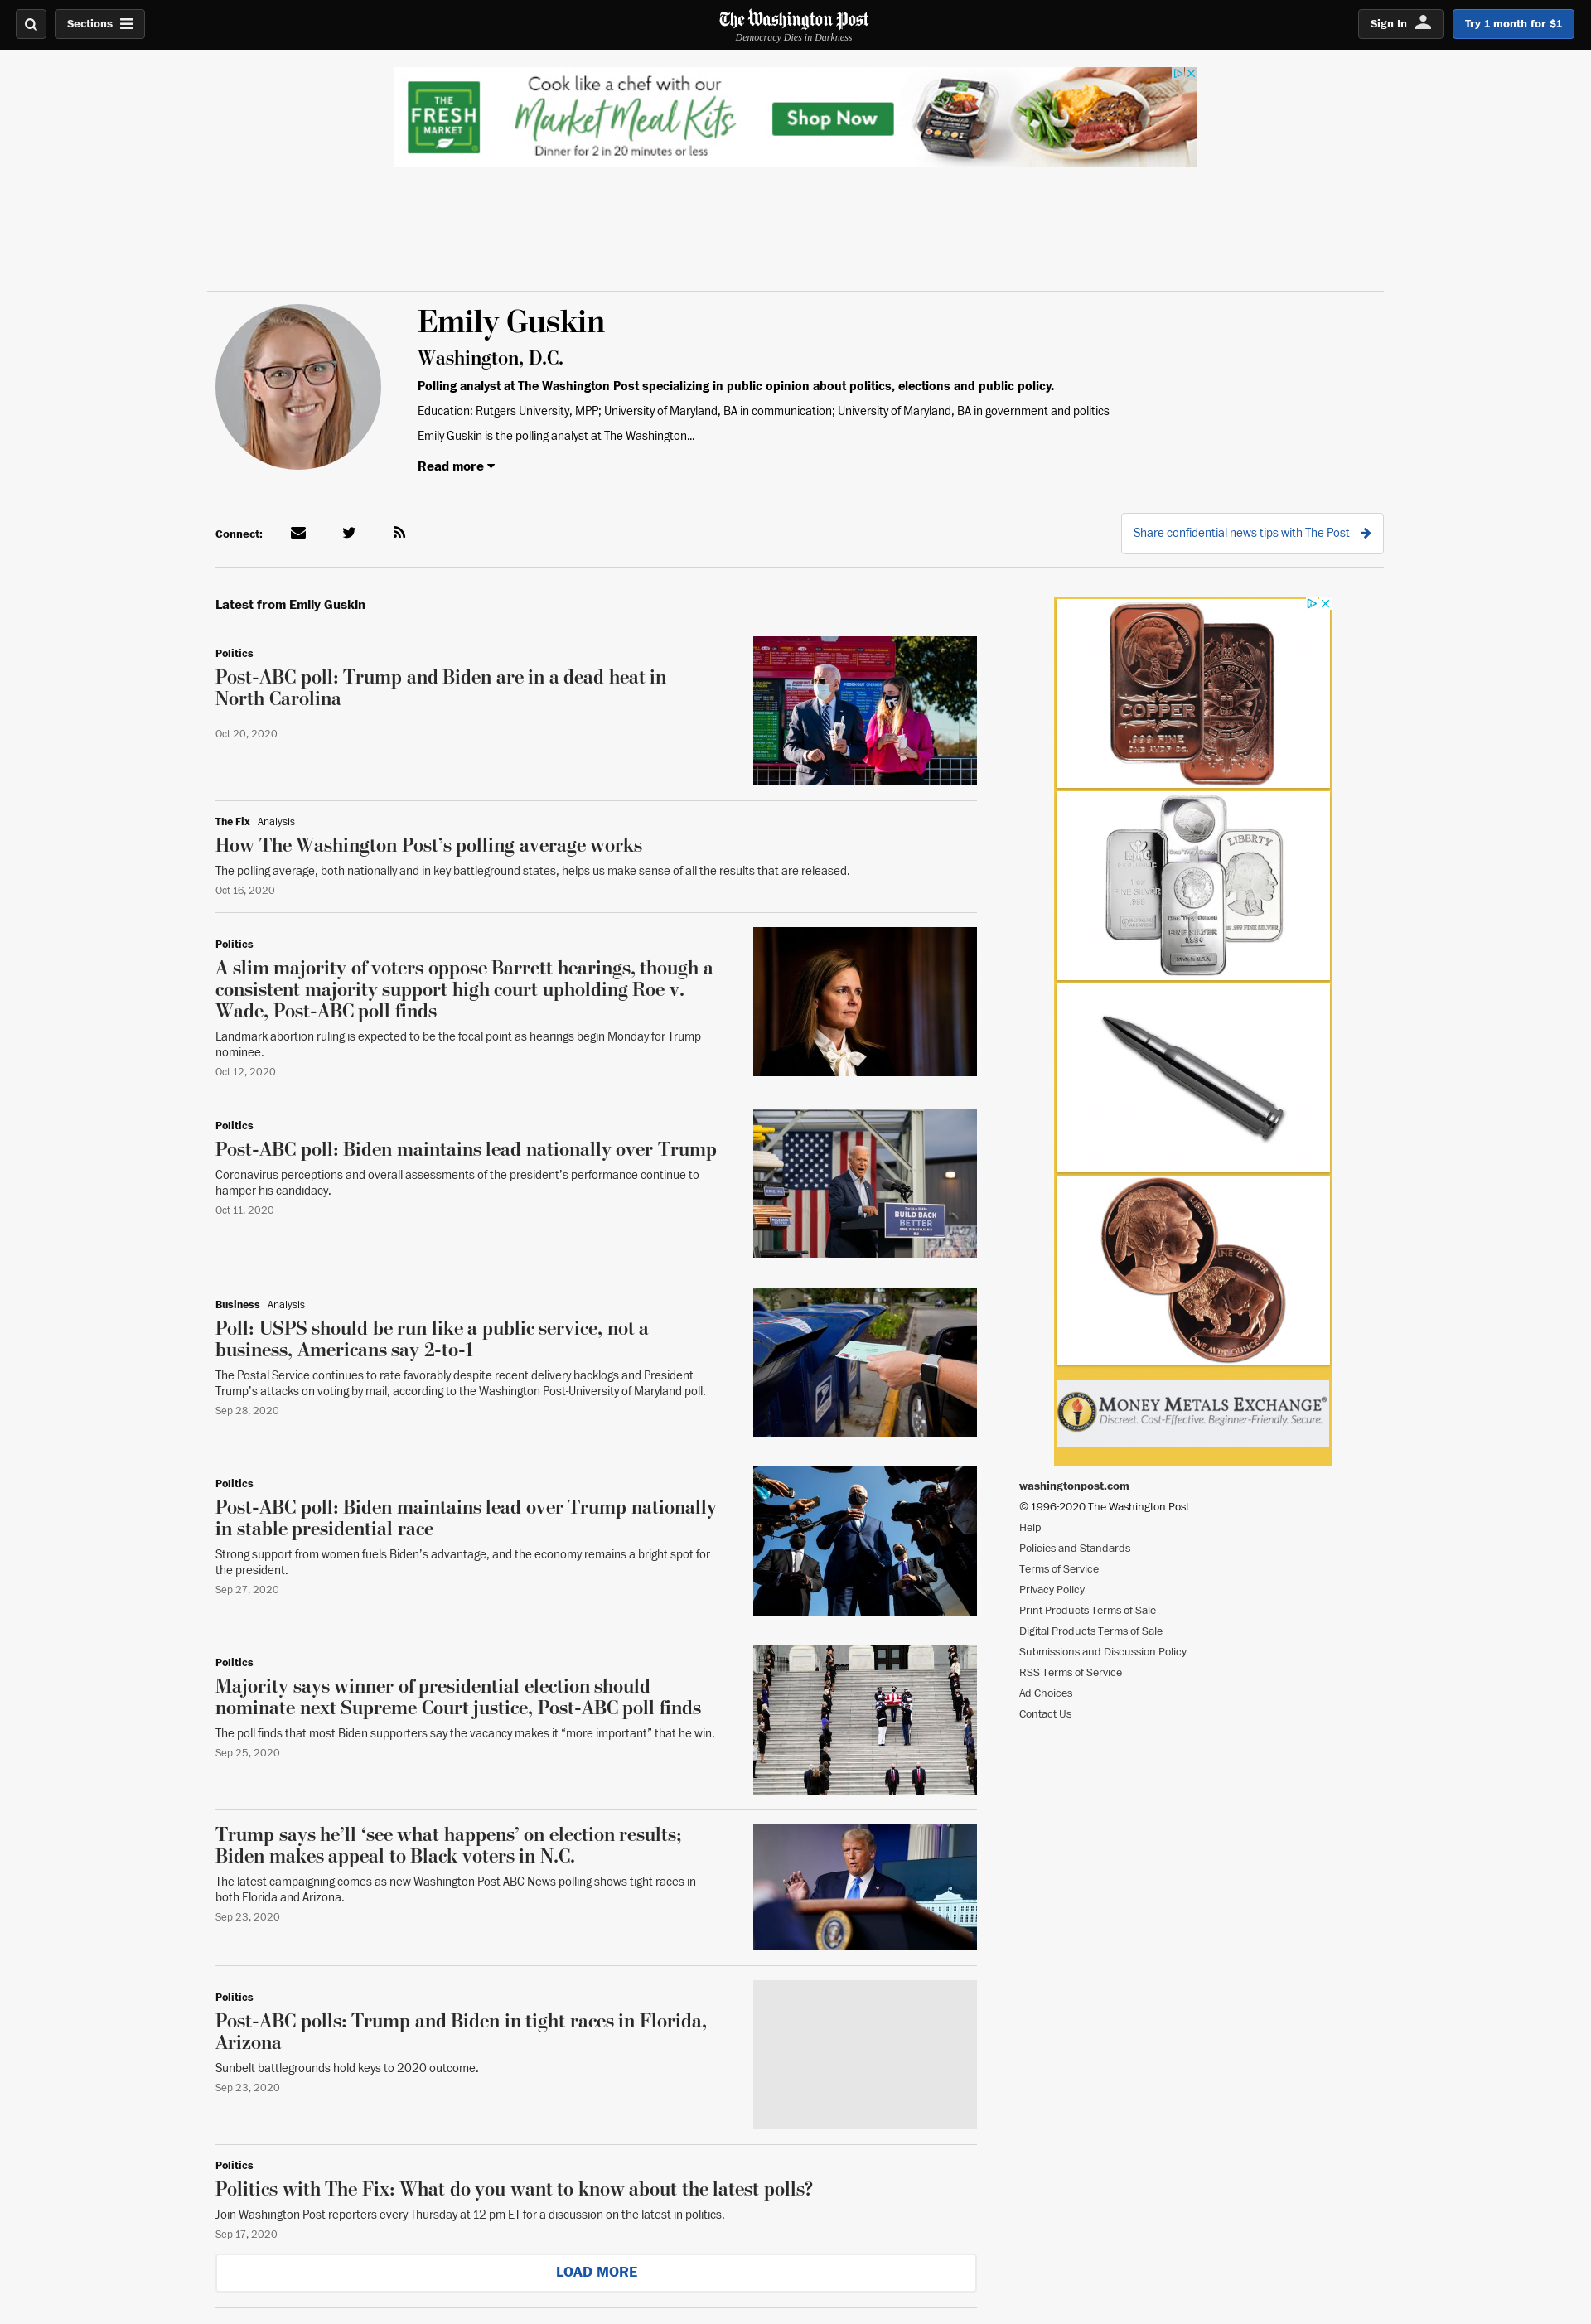 Sections
The Washington Post
Democracy Dies in Darkness
Sign In
Try 1 month for $1
THE
FRESH
MARKET
Cook like a chef with our
Market Meal Kits
Dinner for 2 in 20 minutes or less
Shop Now
Emily Guskin
Washington, D.C.
Polling analyst at The Washington Post specializing in public opinion about politics, elections and public policy.
Education: Rutgers University, MPP; University of Maryland, BA in communication; University of Maryland, BA in government and politics
Emily Guskin is the polling analyst at The Washington...
Read more
Connect:
Share confidential news tips with The Post
Latest from Emily Guskin
Politics
Post-ABC poll: Trump and Biden are in a dead heat in
North Carolina
Oct 20, 2020
The Fix Analysis
How The Washington Post’s polling average works
The polling average, both nationally and in key battleground states, helps us make sense of all the results that are released.
Oct 16, 2020
Politics
A slim majority of voters oppose Barrett hearings, though a
consistent majority support high court upholding Roe v.
Wade, Post-ABC poll finds
Landmark abortion ruling is expected to be the focal point as hearings begin Monday for Trump
nominee.
Oct 12, 2020
Politics
Post-ABC poll: Biden maintains lead nationally over Trump
Coronavirus perceptions and overall assessments of the president’s performance continue to
hamper his candidacy.
Oct 11, 2020
BUILD BACK
BETTER
Business Analysis
Poll: USPS should be run like a public service, not a
business, Americans say 2-to-1
The Postal Service continues to rate favorably despite recent delivery backlogs and President
Trump’s attacks on voting by mail, according to the Washington Post-University of Maryland poll.
Sep 28, 2020
Politics
Post-ABC poll: Biden maintains lead over Trump nationally
in stable presidential race
Strong support from women fuels Biden’s advantage, and the economy remains a bright spot for
the president.
Sep 27, 2020
Politics
Majority says winner of presidential election should
nominate next Supreme Court justice, Post-ABC poll finds
The poll finds that most Biden supporters say the vacancy makes it “more important” that he win.
Sep 25, 2020
Trump says he’ll ‘see what happens’ on election results;
Biden makes appeal to Black voters in N.C.
The latest campaigning comes as new Washington Post-ABC News polling shows tight races in
both Florida and Arizona.
Sep 23, 2020
Politics
Post-ABC polls: Trump and Biden in tight races in Florida,
Arizona
Sunbelt battlegrounds hold keys to 2020 outcome.
Sep 23, 2020
Politics
Politics with The Fix: What do you want to know about the latest polls?
Join Washington Post reporters every Thursday at 12 pm ET for a discussion on the latest in politics.
Sep 17, 2020
LOAD MORE
LIBERTY
COPPER
.999 FINE
ONE AVDP OZ.
LIBERTY
FINE SILVER
LIBERTY
FINE COPPER
MONEY METALS EXCHANGE®
Discreet. Cost-Effective. Beginner-Friendly. Secure.
washingtonpost.com
© 1996-2020 The Washington Post
Help
Policies and Standards
Terms of Service
Privacy Policy
Print Products Terms of Sale
Digital Products Terms of Sale
Submissions and Discussion Policy
RSS Terms of Service
Ad Choices
Contact Us